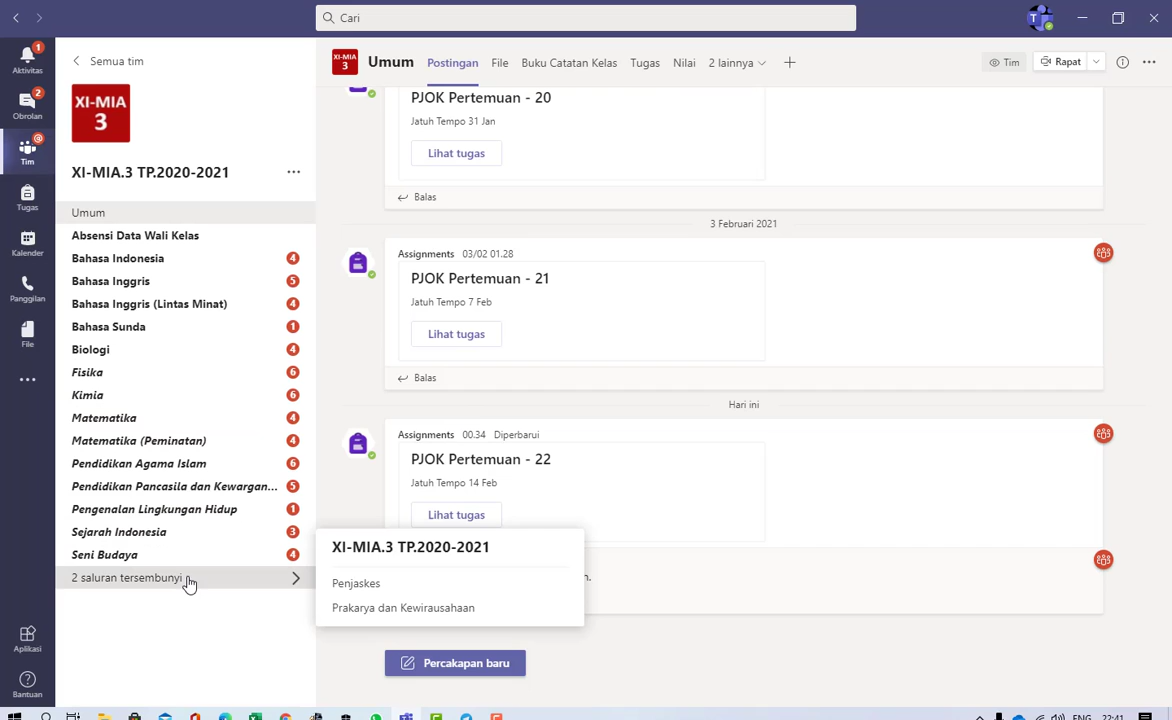 Cari
T
Aktivitas
1
Obrolan
2
Tim
@
Tugas
Kalender
Panggilan
File
Aplikasi
Bantuan
Semua tim
XI-MIA
3
XI-MIA.3 TP.2020-2021
Umum
Absensi Data Wali Kelas
Bahasa Indonesia 4
Bahasa Inggris 5
Bahasa Inggris (Lintas Minat) 4
Bahasa Sunda 1
Biologi 4
Fisika 6
Kimia 6
Matematika 4
Matematika (Peminatan) 4
Pendidikan Agama Islam 6
Pendidikan Pancasila dan Kewargan... 5
Pengenalan Lingkungan Hidup 1
Sejarah Indonesia 3
Seni Budaya 4
2 saluran tersembunyi
XI-MIA
3
Umum Postingan File Buku Catatan Kelas Tugas Nilai 2 lainnya
Tim Rapat
PJOK Pertemuan - 20
Jatuh Tempo 31 Jan
Lihat tugas
Balas
3 Februari 2021
Assignments 03/02 01.28
PJOK Pertemuan - 21
Jatuh Tempo 7 Feb
Lihat tugas
Balas
Hari ini
Assignments 00.34 Diperbarui
PJOK Pertemuan - 22
Jatuh Tempo 14 Feb
Lihat tugas
XI-MIA.3 TP.2020-2021
Penjaskes
Prakarya dan Kewirausahaan
Percakapan baru
ENG 22:41